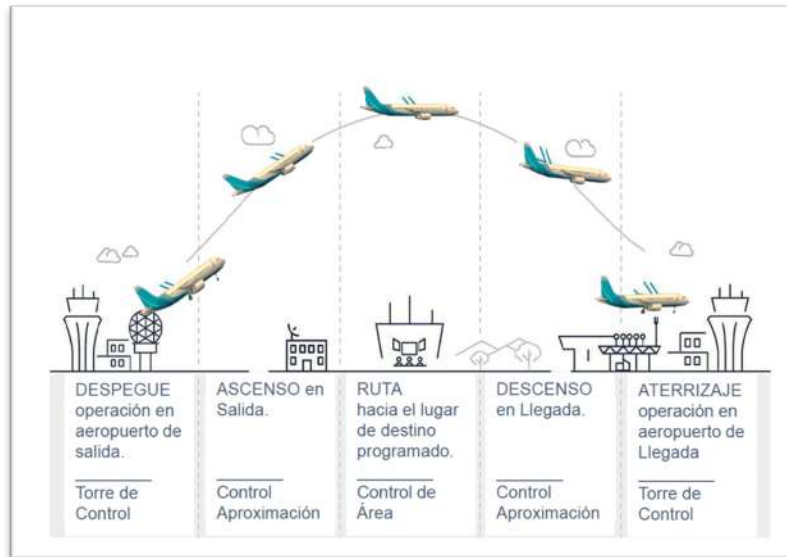 DESPEGUE
operación en
aeropuerto de
salida.
Torre de
Control
ASCENSO en
Salida.
Control
Aproximación
RUTA
hacia el lugar
de destino
programado.
Control de
Área
DESCENSO
en Llegada.
Control
Aproximación
ATERRIZAJE
operación en
aeropuerto de
Llegada
Torre de
Control